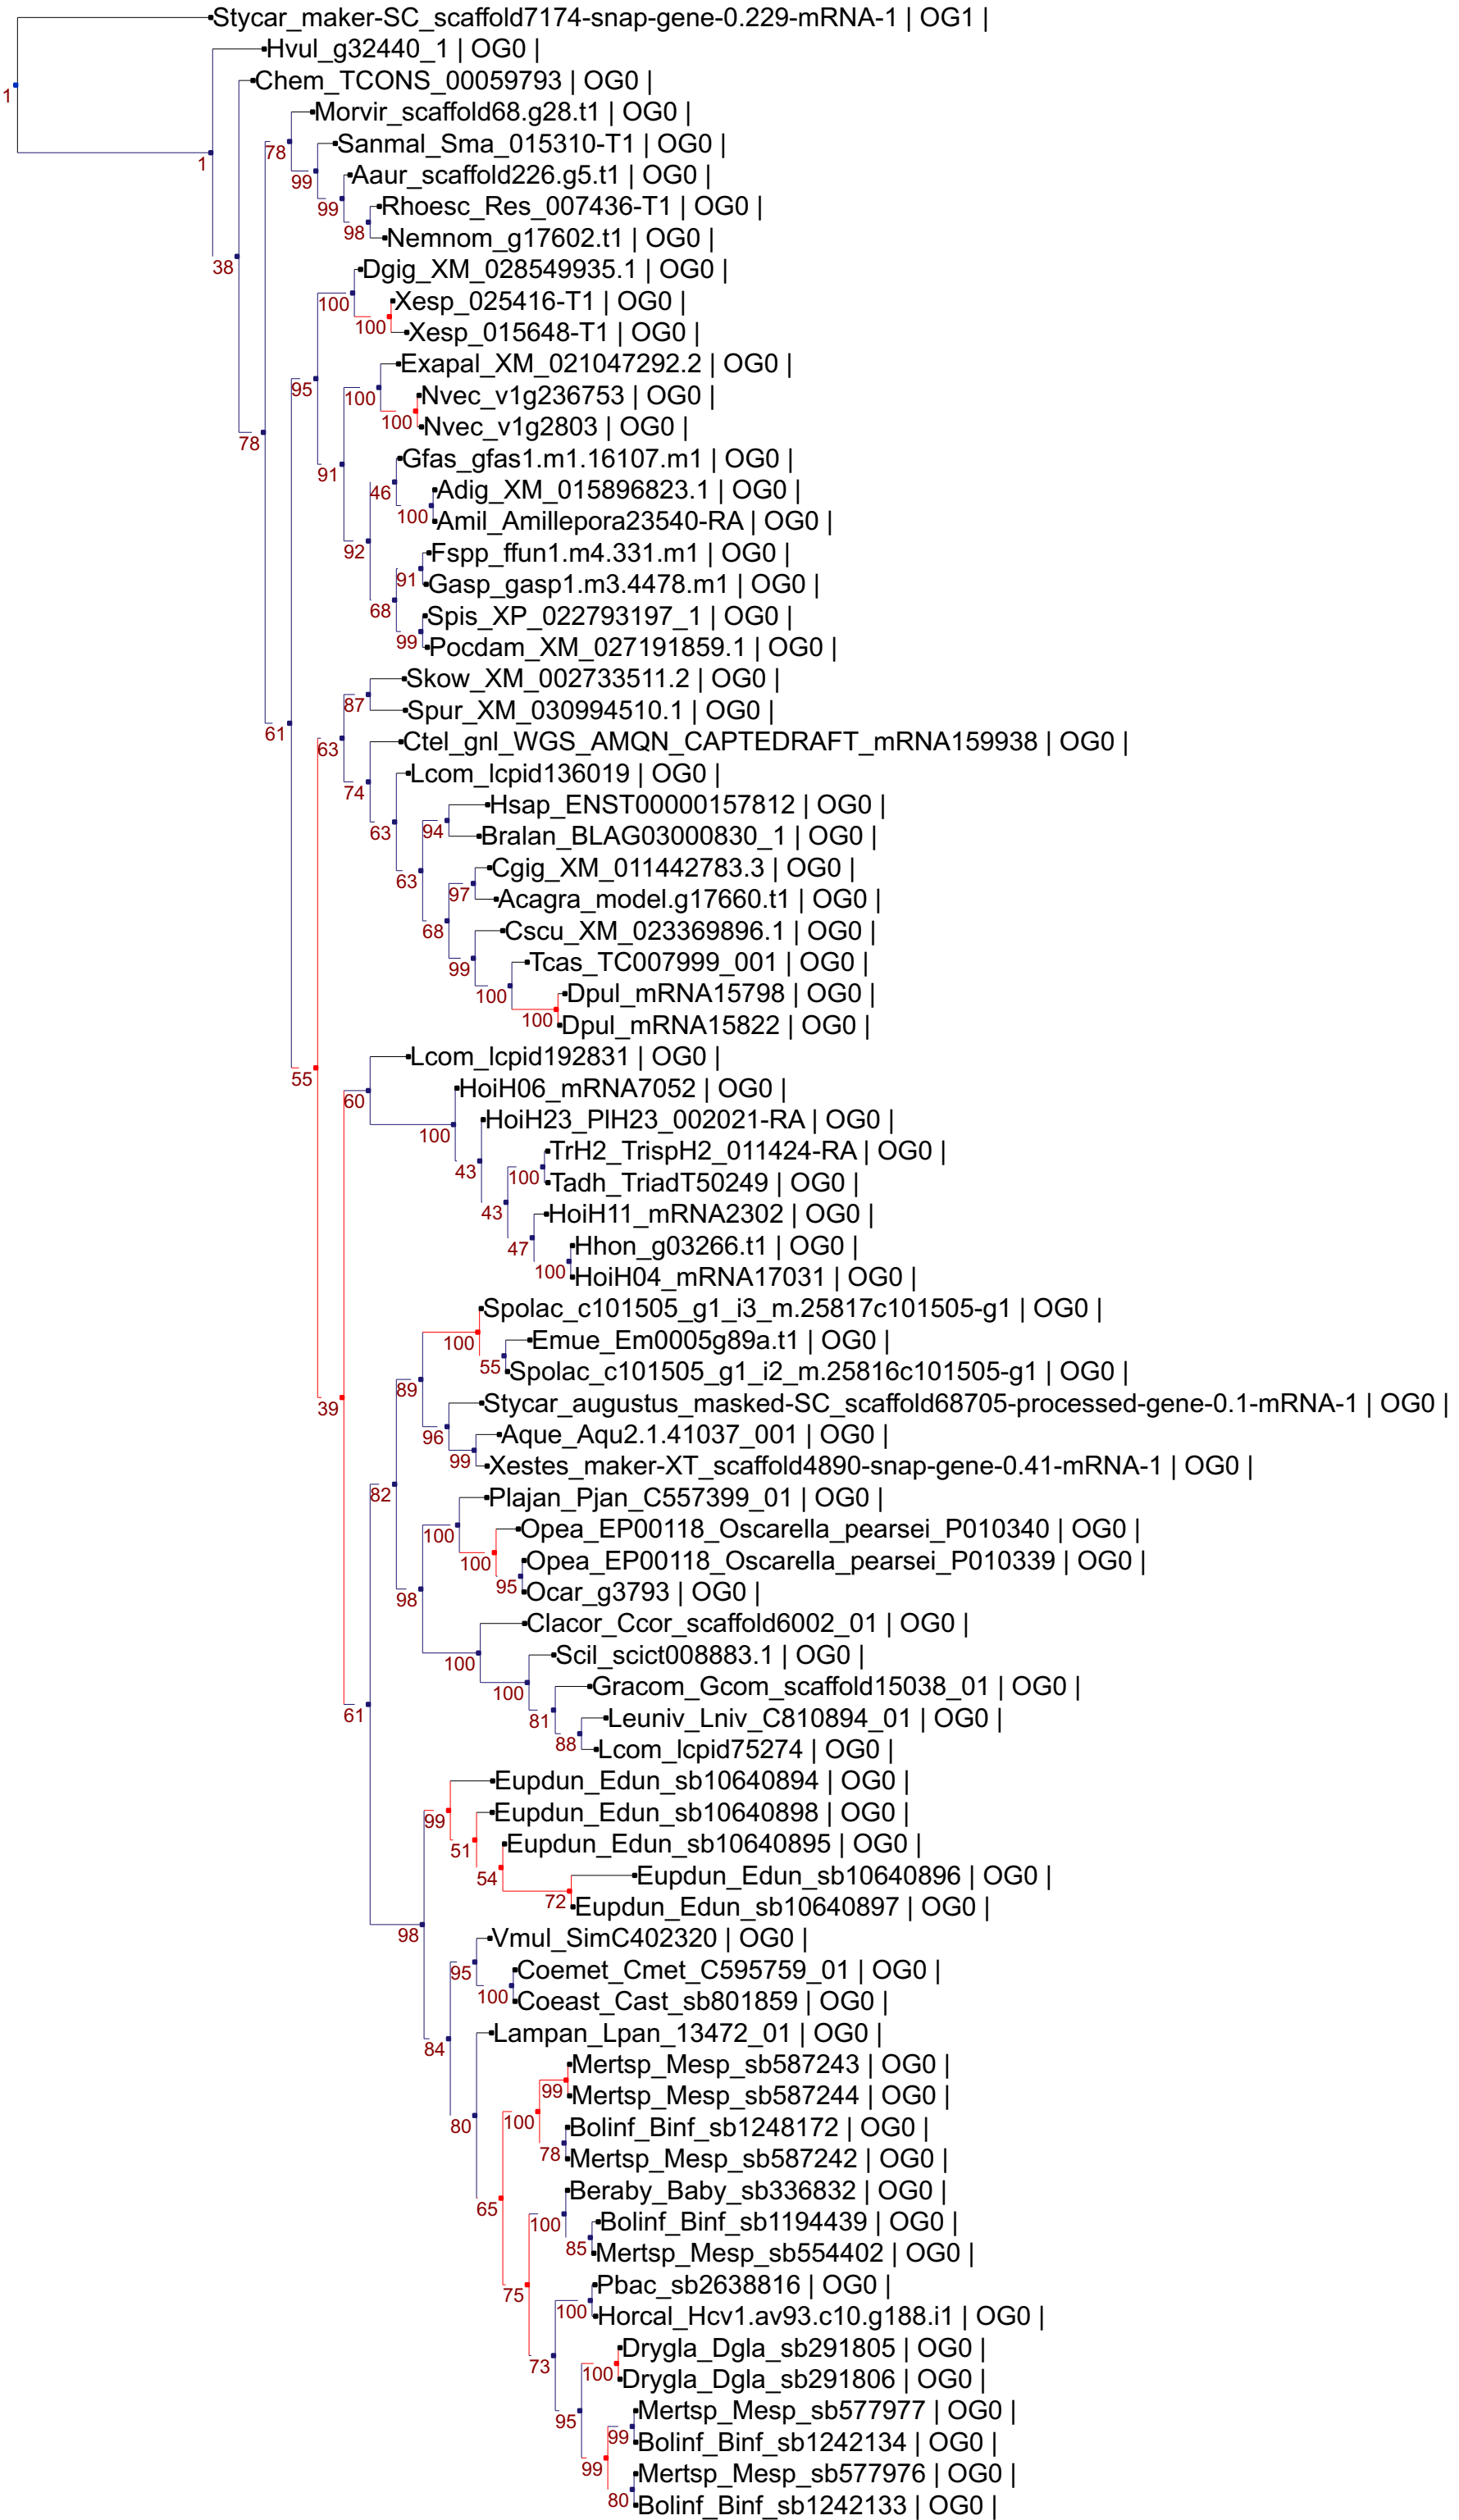 Stycar_maker-SC_scaffold7174-snap-gene-0.229-mRNA-1 | OG1 |
Hvul_g32440_1 | OG0 |
Chem_TCONS_00059793 | OG0 |
1
Morvir_scaffold68.g28.t1 | OG0 |
Sanmal_Sma_015310-T1 | OG0 |
78
1
Aaur_scaffold226.g5.t1 | OG0 |
99
Rhoesc_Res_007436-T1 | OG0 |
99
Nemnom_g17602.t1 | OG0 |
98
38
Dgig_XM_028549935.1 | OG0 |
Xesp_025416-T1 | OG0 |
100
Xesp_015648-T1 | OG0 |
100
Exapal_XM_021047292.2 | OG0 |
95
Nvec_v1g236753 | OG0 |
100
Nvec_v1g2803 | OG0 |
100
78
Gfas_gfas1.m1.16107.m1 | OG0 |
91
Adig_XM_015896823.1 | OG0 |
46
Amil_Amillepora23540-RA | OG0 |
100
Fspp_ffun1.m4.331.m1 | OG0 |
92
Gasp_gasp1.m3.4478.m1 | OG0 |
91
Spis_XP_022793197_1 | OG0 |
68
Pocdam_XM_027191859.1 | OG0 |
99
Skow_XM_002733511.2 | OG0 |
Spur_XM_030994510.1 | OG0 |
87
61
Ctel_gnl_WGS_AMQN_CAPTEDRAFT_mRNA159938 | OG0 |
63
Lcom_lcpid136019 | OG0 |
74
Hsap_ENST00000157812 | OG0 |
Bralan_BLAG03000830_1 | OG0 |
94
63
Cgig_XM_011442783.3 | OG0 |
63
Acagra_model.g17660.t1 | OG0 |
97
Cscu_XM_023369896.1 | OG0 |
68
Tcas_TC007999_001 | OG0 |
99
Dpul_mRNA15798 | OG0 |
100
Dpul_mRNA15822 | OG0 |
100
Lcom_lcpid192831 | OG0 |
55
HoiH06_mRNA7052 | OG0 |
60
HoiH23_PlH23_002021-RA | OG0 |
100
TrH2_TrispH2_011424-RA | OG0 |
43
100
Tadh_TriadT50249 | OG0 |
HoiH11_mRNA2302 | OG0 |
43
Hhon_g03266.t1 | OG0 |
47
HoiH04_mRNA17031 | OG0 |
100
Spolac_c101505_g1_i3_m.25817c101505-g1 | OG0 |
Emue_Em0005g89a.t1 | OG0 |
100
Spolac_c101505_g1_i2_m.25816c101505-g1 | OG0 |
55
89
Stycar_augustus_masked-SC_scaffold68705-processed-gene-0.1-mRNA-1 | OG0 |
39
Aque_Aqu2.1.41037_001 | OG0 |
96
Xestes_maker-XT_scaffold4890-snap-gene-0.41-mRNA-1 | OG0 |
99
Plajan_Pjan_C557399_01 | OG0 |
82
Opea_EP00118_Oscarella_pearsei_P010340 | OG0 |
100
Opea_EP00118_Oscarella_pearsei_P010339 | OG0 |
100
Ocar_g3793 | OG0 |
95
98
Clacor_Ccor_scaffold6002_01 | OG0 |
Scil_scict008883.1 | OG0 |
100
Gracom_Gcom_scaffold15038_01 | OG0 |
100
Leuniv_Lniv_C810894_01 | OG0 |
61
81
Lcom_lcpid75274 | OG0 |
88
Eupdun_Edun_sb10640894 | OG0 |
Eupdun_Edun_sb10640898 | OG0 |
99
Eupdun_Edun_sb10640895 | OG0 |
51
Eupdun_Edun_sb10640896 | OG0 |
54
Eupdun_Edun_sb10640897 | OG0 |
72
98
Vmul_SimC402320 | OG0 |
Coemet_Cmet_C595759_01 | OG0 |
95
Coeast_Cast_sb801859 | OG0 |
100
Lampan_Lpan_13472_01 | OG0 |
84
Mertsp_Mesp_sb587243 | OG0 |
Mertsp_Mesp_sb587244 | OG0 |
99
Bolinf_Binf_sb1248172 | OG0 |
100
80
Mertsp_Mesp_sb587242 | OG0 |
78
Beraby_Baby_sb336832 | OG0 |
65
Bolinf_Binf_sb1194439 | OG0 |
100
Mertsp_Mesp_sb554402 | OG0 |
85
Pbac_sb2638816 | OG0 |
75
Horcal_Hcv1.av93.c10.g188.i1 | OG0 |
100
Drygla_Dgla_sb291805 | OG0 |
73
Drygla_Dgla_sb291806 | OG0 |
100
Mertsp_Mesp_sb577977 | OG0 |
95
Bolinf_Binf_sb1242134 | OG0 |
99
Mertsp_Mesp_sb577976 | OG0 |
99
Bolinf_Binf_sb1242133 | OG0 |
80